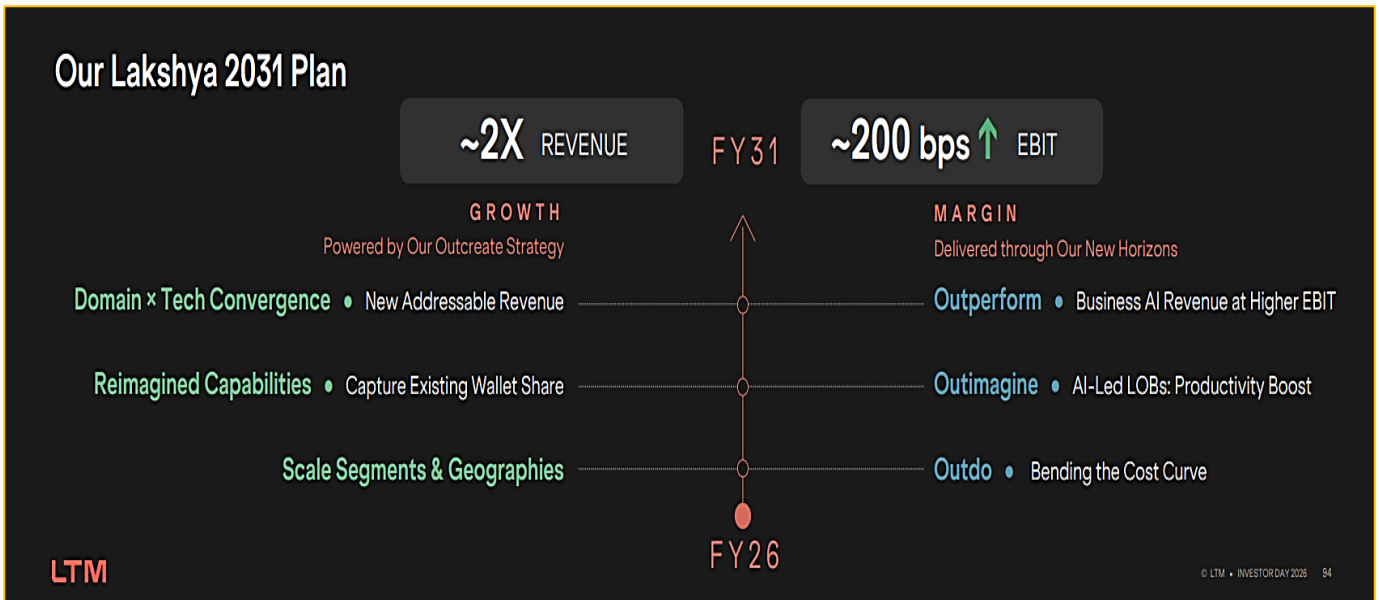 Our Lakshya 2031 Plan
~2X REVENUE
FY31
~200 bps ↑ EBIT
GROWTH
Powered by Our Outcreate Strategy
MARGIN
Delivered through Our New Horizons
Domain × Tech Convergence • New Addressable Revenue
Outperform • Business AI Revenue at Higher EBIT
Reimagined Capabilities • Capture Existing Wallet Share
Outimagine • AI-Led LOBs: Productivity Boost
Scale Segments & Geographies
Outdo • Bending the Cost Curve
FY26
LTM
© LTM • INVESTOR DAY 2026 94